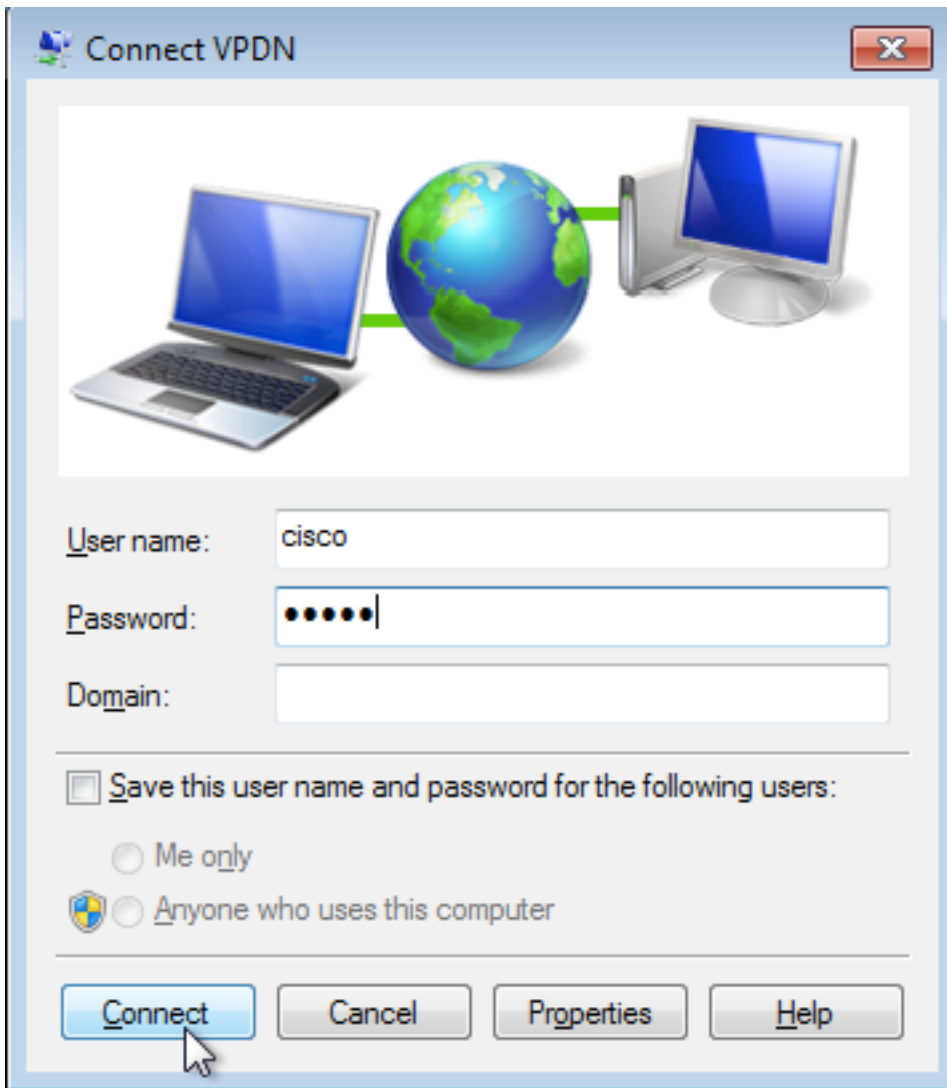 Connect VPDN
User name: cisco
Password: •••••
Domain:
Save this user name and password for the following users:
Me only
Anyone who uses this computer
Connect Cancel Properties Help